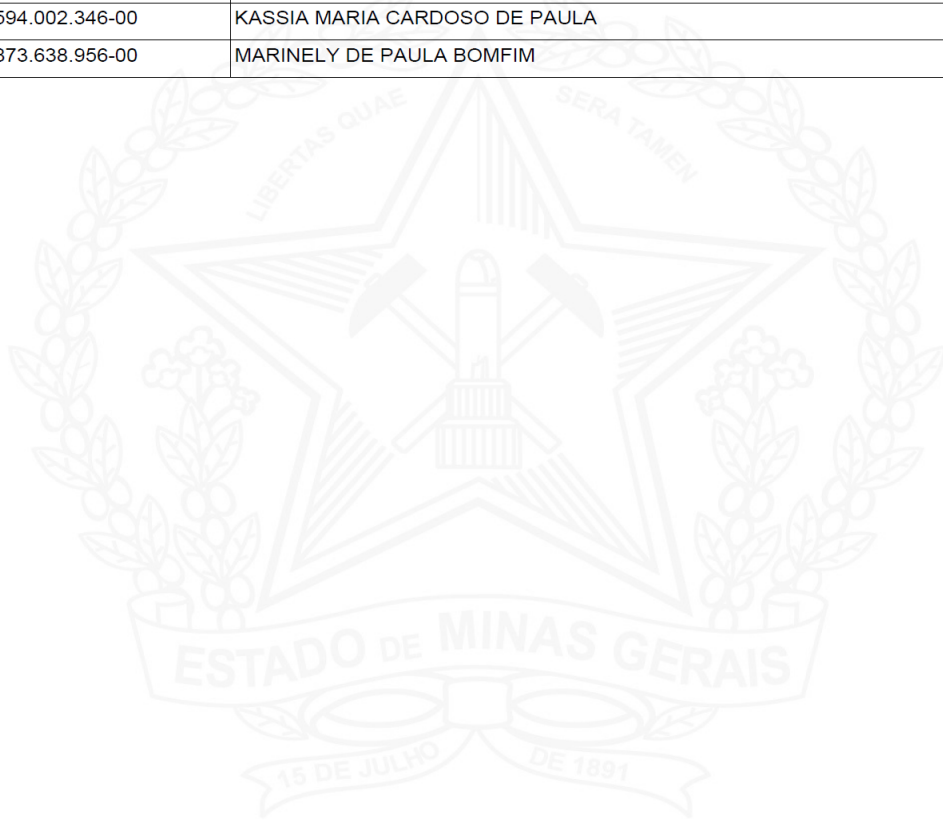 594.002.346-00 KASSIA MARIA CARDOSO DE PAULA
873.638.956-00 MARINELY DE PAULA BOMFIM
LIBERTAS QUAE SERA TAMEN
ESTADO DE MINAS GERAIS
15 DE JULHO DE 1891